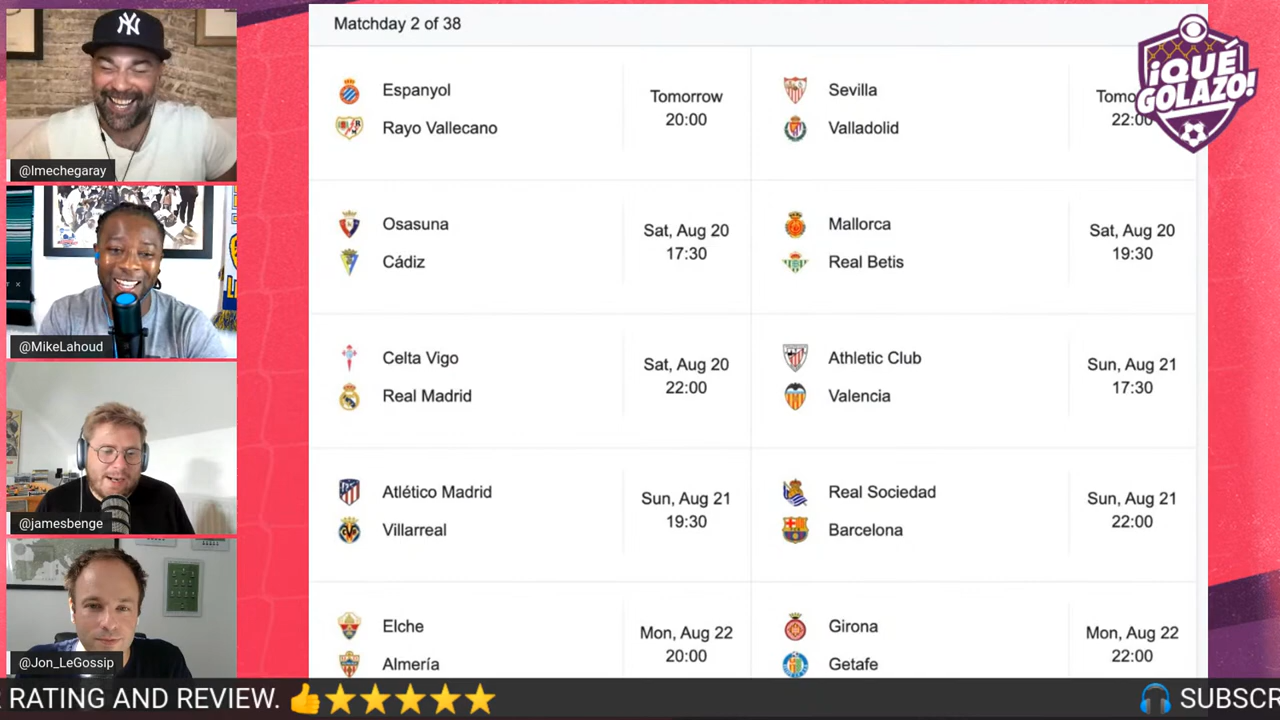 Matchday 2 of 38
¡QUÉ
GOLAZO!
Espanyol
Rayo Vallecano
Tomorrow
20:00
Sevilla
Valladolid
Osasuna
Cádiz
Sat, Aug 20
17:30
Mallorca
Real Betis
Sat, Aug 20
19:30
Celta Vigo
Real Madrid
Sat, Aug 20
22:00
Athletic Club
Valencia
Sun, Aug 21
17:30
Atlético Madrid
Villarreal
Sun, Aug 21
19:30
Real Sociedad
Barcelona
Sun, Aug 21
22:00
Elche
Almería
Mon, Aug 22
20:00
Girona
Getafe
Mon, Aug 22
22:00
@lmechegaray
@MikeLahoud
@jamesbenge
@Jon_LeGossip
RATING AND REVIEW. 👍⭐⭐⭐⭐⭐
🎧 SUBSCR